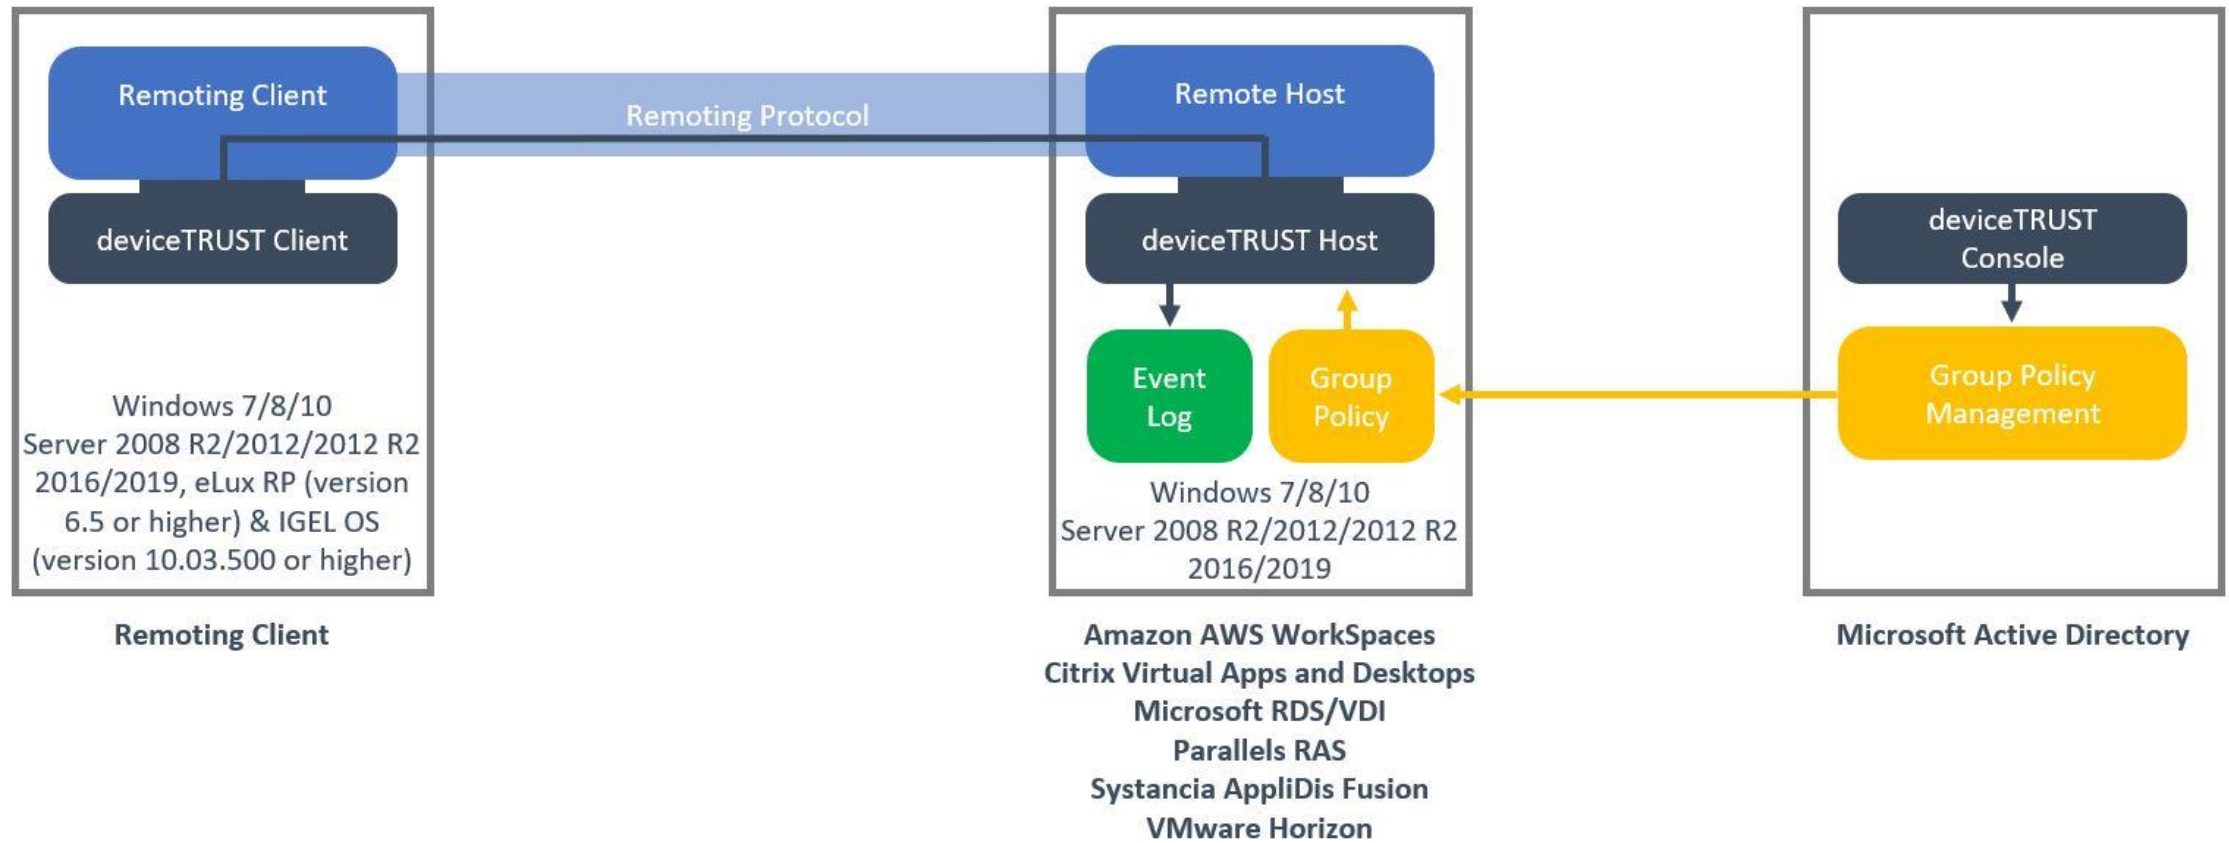 Remoting Client
deviceTRUST Client
Windows 7/8/10
Server 2008 R2/2012/2012 R2
2016/2019, eLux RP (version
6.5 or higher) & IGEL OS
(version 10.03.500 or higher)
Remoting Client
Remoting Protocol
Remote Host
deviceTRUST Host
Event
Log
Group
Policy
Windows 7/8/10
Server 2008 R2/2012/2012 R2
2016/2019
Amazon AWS WorkSpaces
Citrix Virtual Apps and Desktops
Microsoft RDS/VDI
Parallels RAS
Systancia AppliDis Fusion
VMware Horizon
deviceTRUST
Console
Group Policy
Management
Microsoft Active Directory